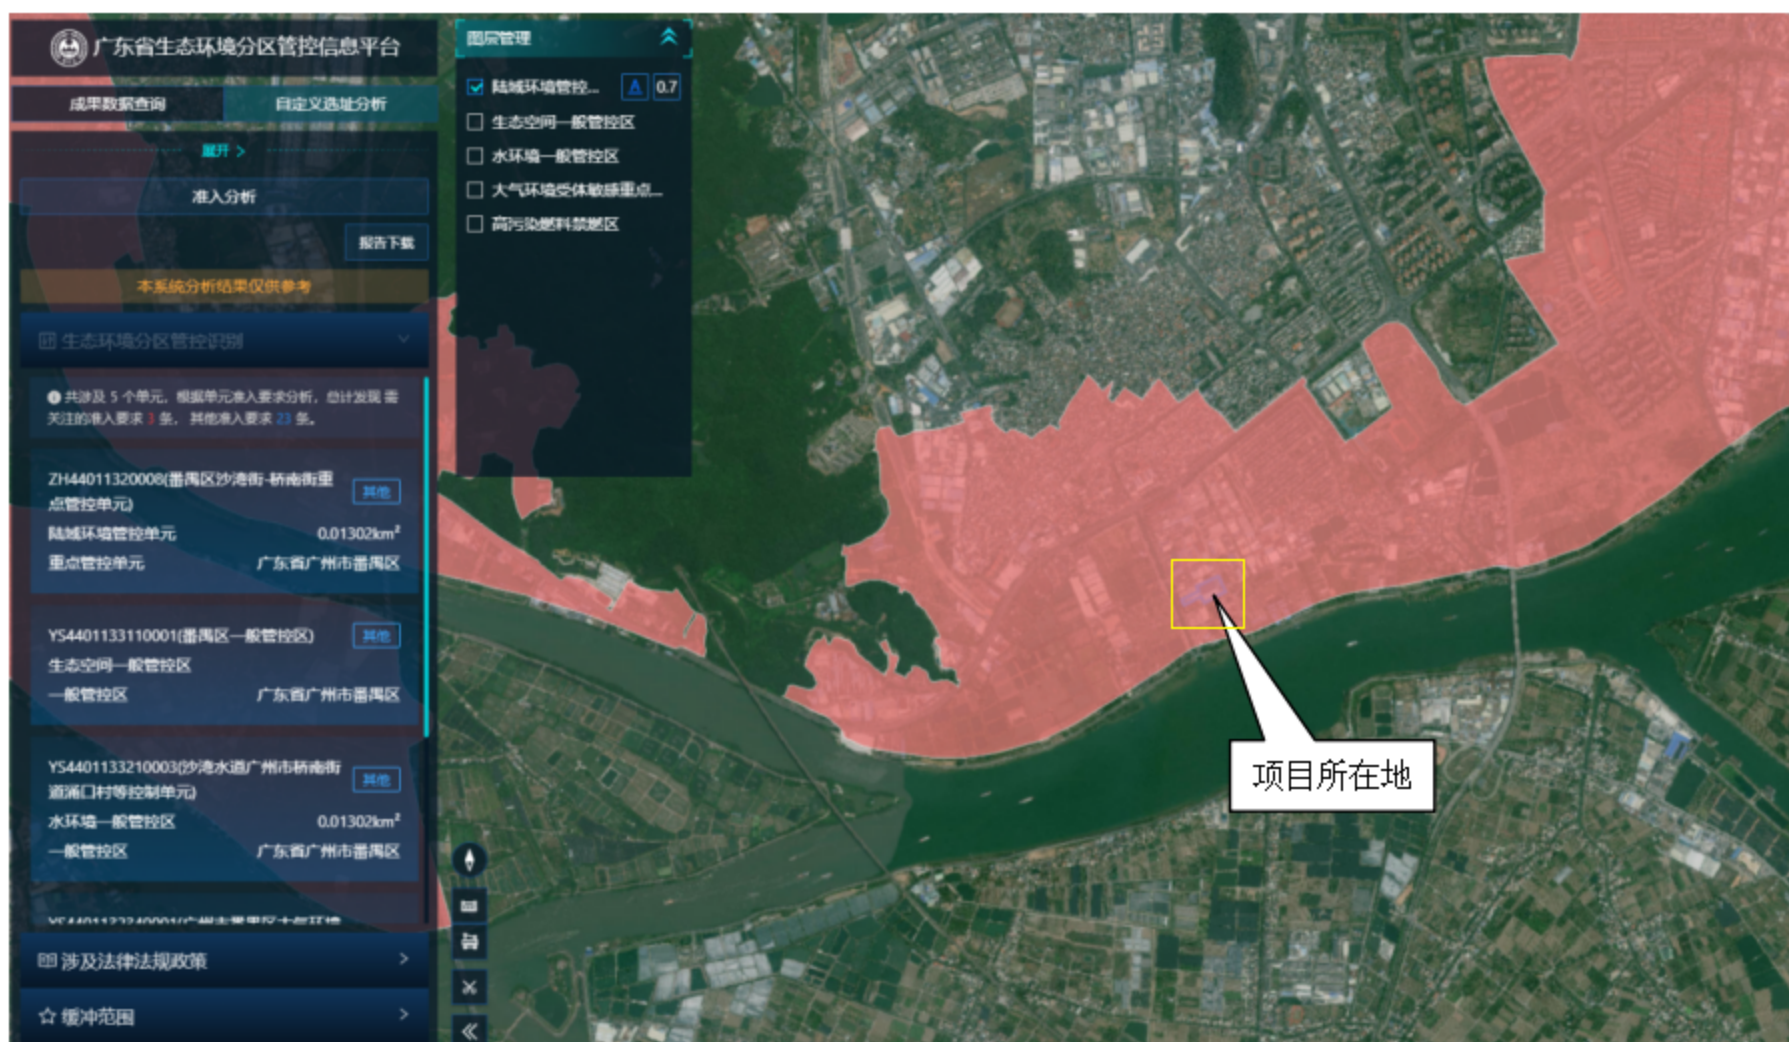 广东省生态环境分区管控信息平台
成果数据查询
自定义选址分析
展开 >
准入分析
报告下载
本系统分析结果仅供参考
生态环境分区管控识别
共涉及 5 个单元，根据单元准入要求分析，总计发现 需
关注的准入要求 3 条， 其他准入要求 23 条。
ZH44011320008(番禺区沙湾街-桥南街重
点管控单元)
其他
陆域环境管控单元
0.01302km²
重点管控单元
广东省广州市番禺区
YS4401133110001(番禺区一般管控区)
其他
生态空间一般管控区
一般管控区
广东省广州市番禺区
YS4401133210003(沙湾水道广州市桥南街
道涌口村等控制单元)
其他
水环境一般管控区
0.01302km²
一般管控区
广东省广州市番禺区
YS4401132340001(广州市番禺区大气环境
涉及法律法规政策
缓冲范围
图层管理
陆域环境管控...
0.7
生态空间一般管控区
水环境一般管控区
大气环境受体敏感重点...
高污染燃料禁燃区
项目所在地